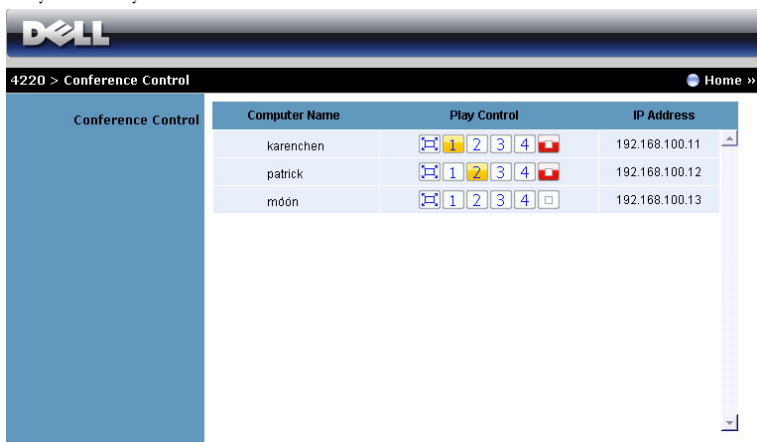 DELL
4220 > Conference Control
Home »
Conference Control
Computer Name Play Control IP Address
karenchen 1 2 3 4 192.168.100.11
patrick 1 2 3 4 192.168.100.12
móón 1 2 3 4 192.168.100.13